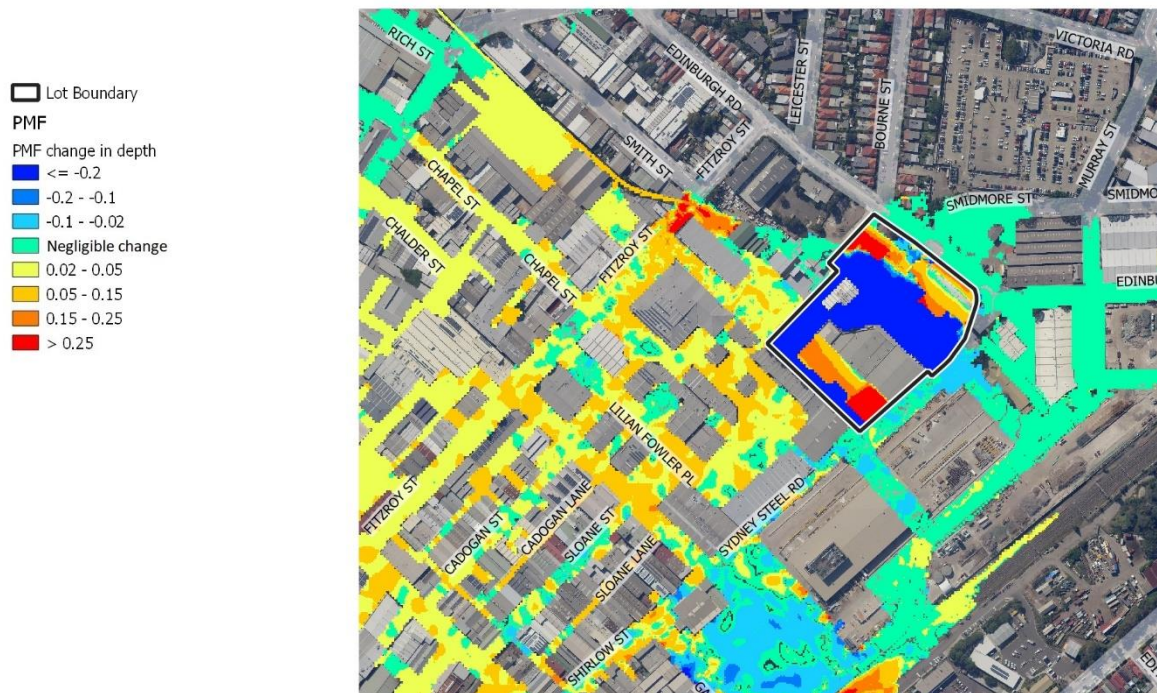 Lot Boundary
PMF
PMF change in depth
<= -0.2
-0.2 - -0.1
-0.1 - -0.02
Negligible change
0.02 - 0.05
0.05 - 0.15
0.15 - 0.25
> 0.25
RICH ST
EDINBURGH RD
LEICESTER ST
BOURNE ST
VICTORIA RD
MURRAY ST
SMITH ST
FITZROY ST
SMIDMORE ST
SMIDMO
CHAPEL ST
CHALDER ST
CHAPEL ST
FITZROY ST
EDINBU
LILIAN FOWLER PL
SYDNEY STEEL RD
FITZROY ST
CADOGAN ST
CADOGAN LANE
SLOANE ST
SLOANE LANE
SHIRLOW ST